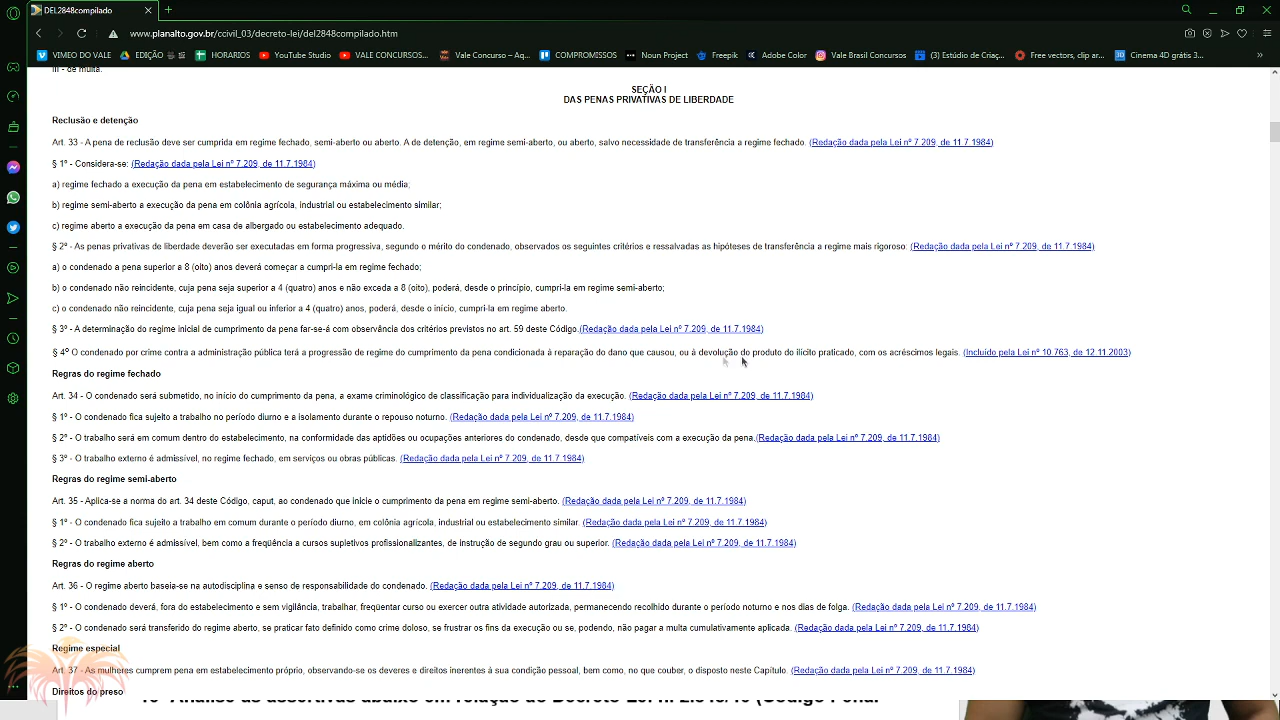 DEL2848compilado
www.planalto.gov.br/civil_03/decreto-lei/del2848compilado.htm
VIMEO DO VALE EDIÇÃO HORARIOS YouTube Studio VALE CONCURSOS... Vale Concurso – Aq... COMPROMISSOS Noun Project Freepik Adobe Color Vale Brasil Concursos (3) Estúdio de Criaç... Free vectors, clip ar... Cinema 4D grátis 3...
III - de multa.
SEÇÃO I
DAS PENAS PRIVATIVAS DE LIBERDADE
Reclusão e detenção
Art. 33 - A pena de reclusão deve ser cumprida em regime fechado, semi-aberto ou aberto. A de detenção, em regime semi-aberto, ou aberto, salvo necessidade de transferência a regime fechado. (Redação dada pela Lei nº 7.209, de 11.7.1984)
§ 1º - Considera-se: (Redação dada pela Lei nº 7.209, de 11.7.1984)
a) regime fechado a execução da pena em estabelecimento de segurança máxima ou média;
b) regime semi-aberto a execução da pena em colônia agrícola, industrial ou estabelecimento similar;
c) regime aberto a execução da pena em casa de albergado ou estabelecimento adequado.
§ 2º - As penas privativas de liberdade deverão ser executadas em forma progressiva, segundo o mérito do condenado, observados os seguintes critérios e ressalvadas as hipóteses de transferência a regime mais rigoroso: (Redação dada pela Lei nº 7.209, de 11.7.1984)
a) o condenado a pena superior a 8 (oito) anos deverá começar a cumpri-la em regime fechado;
b) o condenado não reincidente, cuja pena seja superior a 4 (quatro) anos e não exceda a 8 (oito), poderá, desde o princípio, cumpri-la em regime semi-aberto;
c) o condenado não reincidente, cuja pena seja igual ou inferior a 4 (quatro) anos, poderá, desde o início, cumpri-la em regime aberto.
§ 3º - A determinação do regime inicial de cumprimento da pena far-se-á com observância dos critérios previstos no art. 59 deste Código.(Redação dada pela Lei nº 7.209, de 11.7.1984)
§ 4º O condenado por crime contra a administração pública terá a progressão de regime do cumprimento da pena condicionada à reparação do dano que causou, ou à devolução do produto do ilícito praticado, com os acréscimos legais. (Incluído pela Lei nº 10.763, de 12.11.2003)
Regras do regime fechado
Art. 34 - O condenado será submetido, no início do cumprimento da pena, a exame criminológico de classificação para individualização da execução. (Redação dada pela Lei nº 7.209, de 11.7.1984)
§ 1º - O condenado fica sujeito a trabalho no período diurno e a isolamento durante o repouso noturno. (Redação dada pela Lei nº 7.209, de 11.7.1984)
§ 2º - O trabalho será em comum dentro do estabelecimento, na conformidade das aptidões ou ocupações anteriores do condenado, desde que compatíveis com a execução da pena.(Redação dada pela Lei nº 7.209, de 11.7.1984)
§ 3º - O trabalho externo é admissível, no regime fechado, em serviços ou obras públicas. (Redação dada pela Lei nº 7.209, de 11.7.1984)
Regras do regime semi-aberto
Art. 35 - Aplica-se a norma do art. 34 deste Código, caput, ao condenado que inicie o cumprimento da pena em regime semi-aberto. (Redação dada pela Lei nº 7.209, de 11.7.1984)
§ 1º - O condenado fica sujeito a trabalho em comum durante o período diurno, em colônia agrícola, industrial ou estabelecimento similar. (Redação dada pela Lei nº 7.209, de 11.7.1984)
§ 2º - O trabalho externo é admissível, bem como a freqüência a cursos supletivos profissionalizantes, de instrução de segundo grau ou superior. (Redação dada pela Lei nº 7.209, de 11.7.1984)
Regras do regime aberto
Art. 36 - O regime aberto baseia-se na autodisciplina e senso de responsabilidade do condenado. (Redação dada pela Lei nº 7.209, de 11.7.1984)
§ 1º - O condenado deverá, fora do estabelecimento e sem vigilância, trabalhar, freqüentar curso ou exercer outra atividade autorizada, permanecendo recolhido durante o período noturno e nos dias de folga. (Redação dada pela Lei nº 7.209, de 11.7.1984)
§ 2º - O condenado será transferido do regime aberto, se praticar fato definido como crime doloso, se frustrar os fins da execução ou se, podendo, não pagar a multa cumulativamente aplicada. (Redação dada pela Lei nº 7.209, de 11.7.1984)
Regime especial
Art. 37 - As mulheres cumprem pena em estabelecimento próprio, observando-se os deveres e direitos inerentes à sua condição pessoal, bem como, no que couber, o disposto neste Capítulo. (Redação dada pela Lei nº 7.209, de 11.7.1984)
Direitos do preso
Analise as assertivas abaixo em relação ao Decreto-Lei n. 2.848/40 (Código Penal